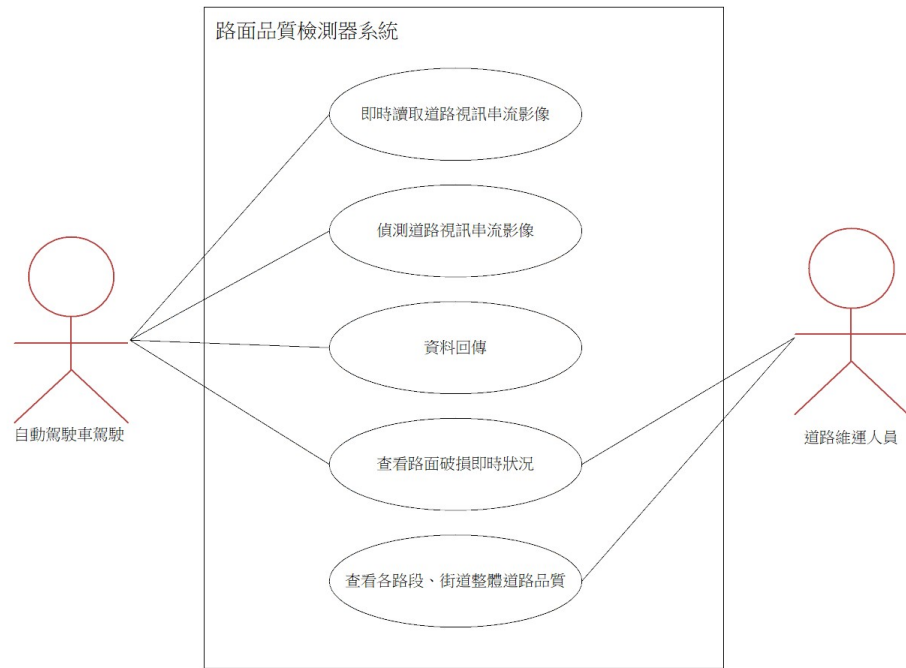 路面品質檢測器系統
即時讀取道路視訊串流影像
偵測道路視訊串流影像
資料回傳
自動駕駛車駕駛
道路維運人員
查看路面破損即時狀況
查看各路段、街道整體道路品質